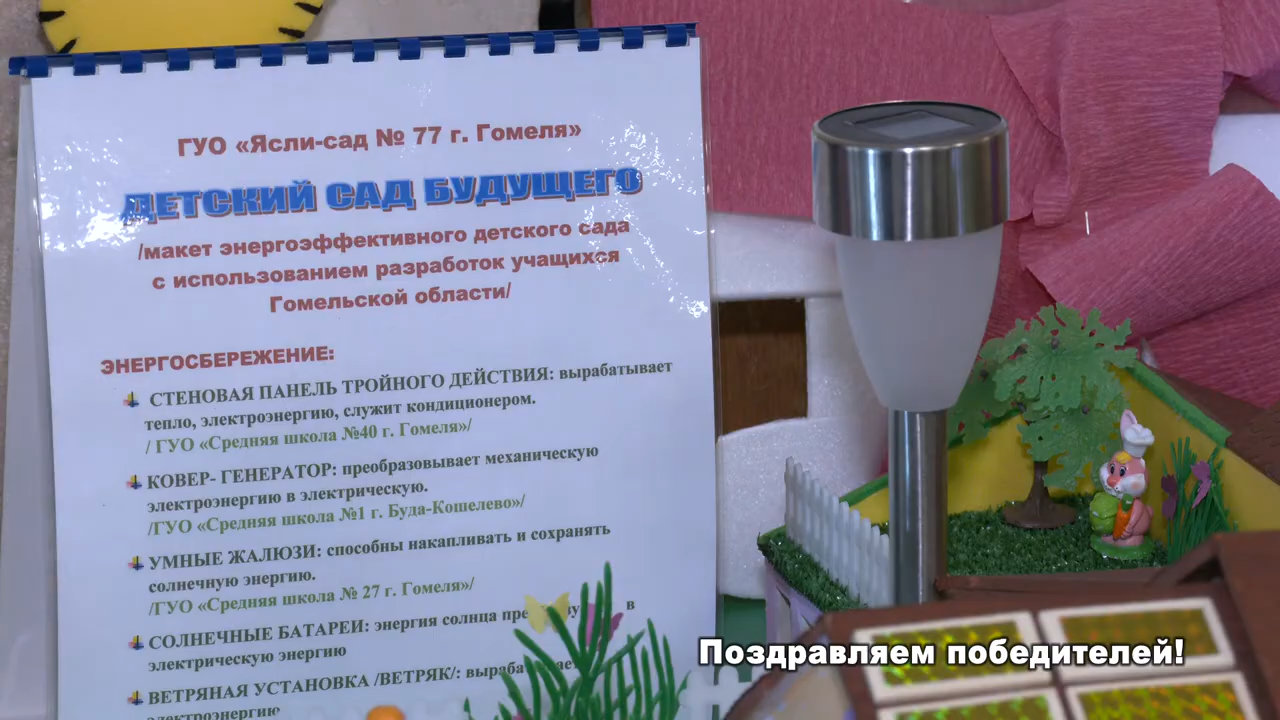 ГУО «Ясли-сад № 77 г. Гомеля»
ДЕТСКИЙ САД БУДУЩЕГО
/макет энергоэффективного детского сада
с использованием разработок учащихся
Гомельской области/
ЭНЕРГОСБЕРЕЖЕНИЕ:
СТЕНОВАЯ ПАНЕЛЬ ТРОЙНОГО ДЕЙСТВИЯ: вырабатывает
тепло, электроэнергию, служит кондиционером.
/ ГУО «Средняя школа №40 г. Гомеля»/
КОВЕР- ГЕНЕРАТОР: преобразовывает механическую
электроэнергию в электрическую.
/ГУО «Средняя школа №1 г. Буда-Кошелево»/
УМНЫЕ ЖАЛЮЗИ: способны накапливать и сохранять
солнечную энергию.
/ГУО «Средняя школа № 27 г. Гомеля»/
СОЛНЕЧНЫЕ БАТАРЕИ: энергия солнца в
электрическую энергию
ВЕТРЯНАЯ УСТАНОВКА /ВЕТРЯК/:
электроэнергию
Поздравляем победителей!